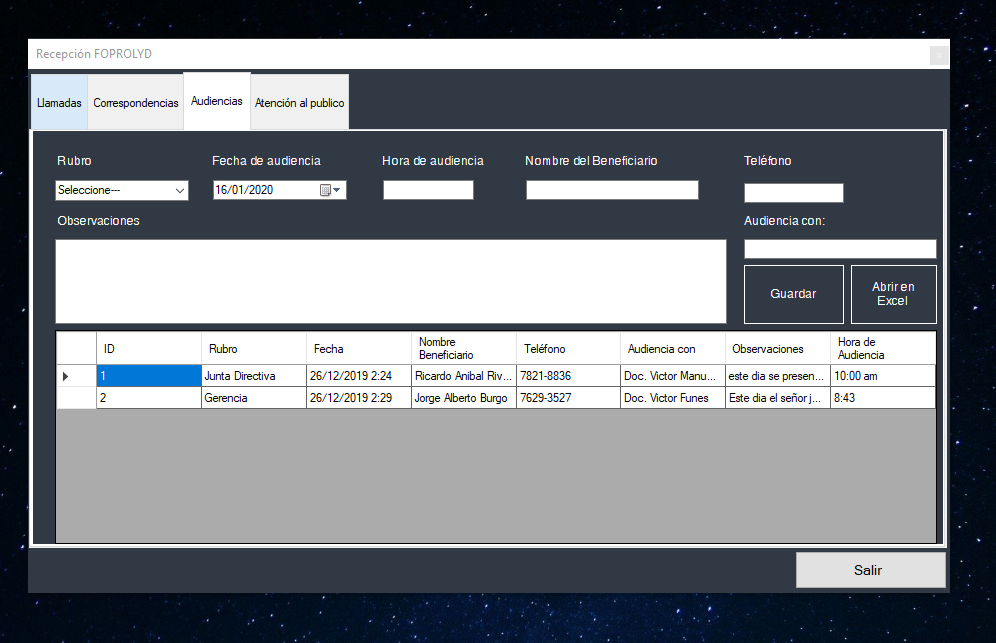 Recepción FOPROLYD
Llamadas Correspondencias Audiencias Atención al publico
Rubro Fecha de audiencia Hora de audiencia Nombre del Beneficiario Teléfono
Seleccione--- 16/01/2020
Observaciones Audiencia con:
Guardar Abrir en Excel
ID Rubro Fecha Nombre Beneficiario Teléfono Audiencia con Observaciones Hora de Audiencia
1 Junta Directiva 26/12/2019 2:24 Ricardo Anibal Riv... 7821-8836 Doc. Victor Manu... este dia se presen... 10:00 am
2 Gerencia 26/12/2019 2:29 Jorge Alberto Burgo 7629-3527 Doc. Victor Funes Este dia el señor j... 8:43
Salir